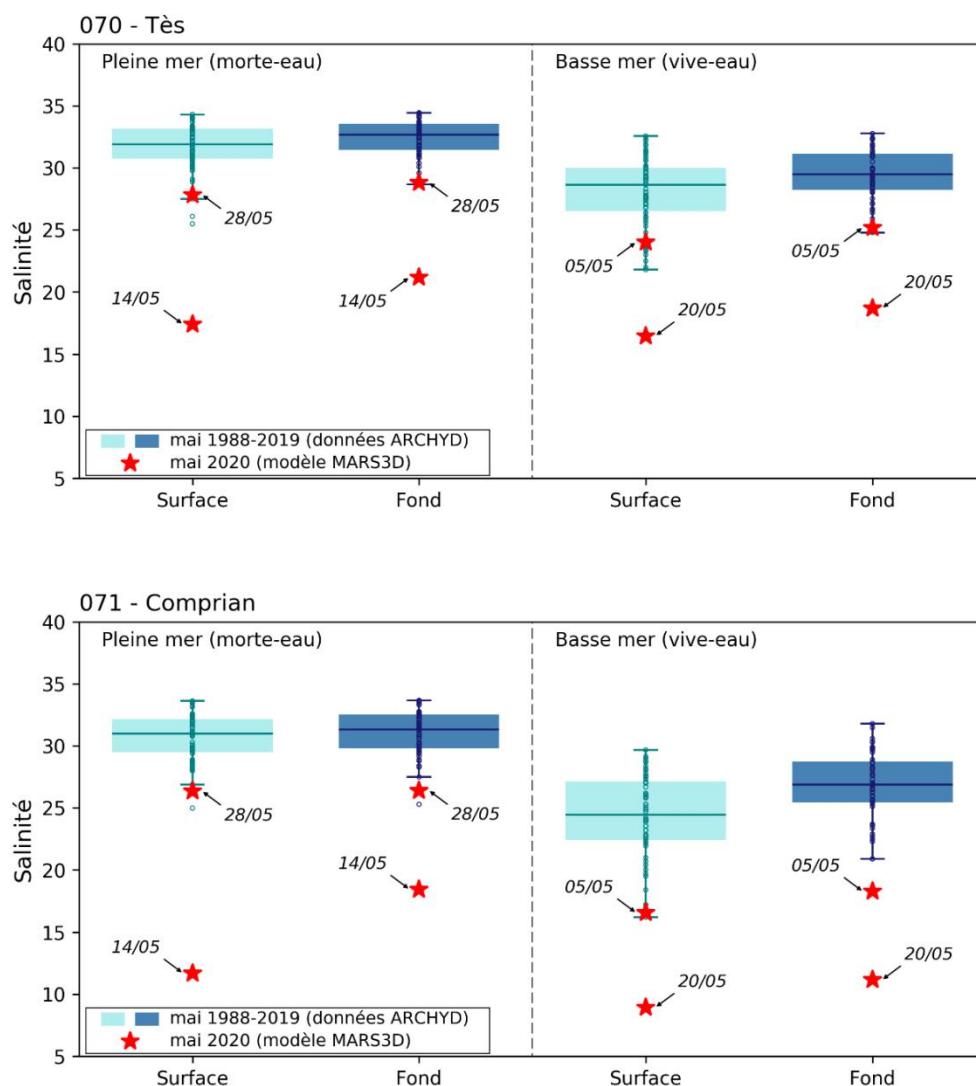 070 - Tès
Pleine mer (morte-eau)
Basse mer (vive-eau)
Salinité
40
35
30
25
20
15
10
5
28/05
28/05
14/05
14/05
05/05
05/05
20/05
20/05
mai 1988-2019 (données ARCHYD)
mai 2020 (modèle MARS3D)
Surface
Fond
Surface
Fond
071 - Comprian
Pleine mer (morte-eau)
Basse mer (vive-eau)
Salinité
40
35
30
25
20
15
10
5
28/05
28/05
14/05
14/05
05/05
05/05
20/05
20/05
mai 1988-2019 (données ARCHYD)
mai 2020 (modèle MARS3D)
Surface
Fond
Surface
Fond